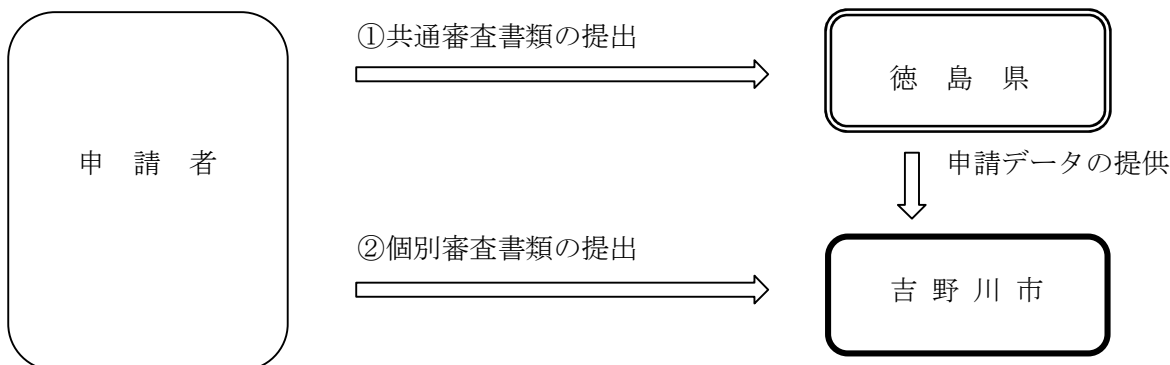 ①共通審査書類の提出
徳 島 県
申 請 者
申請データの提供
②個別審査書類の提出
吉 野 川 市